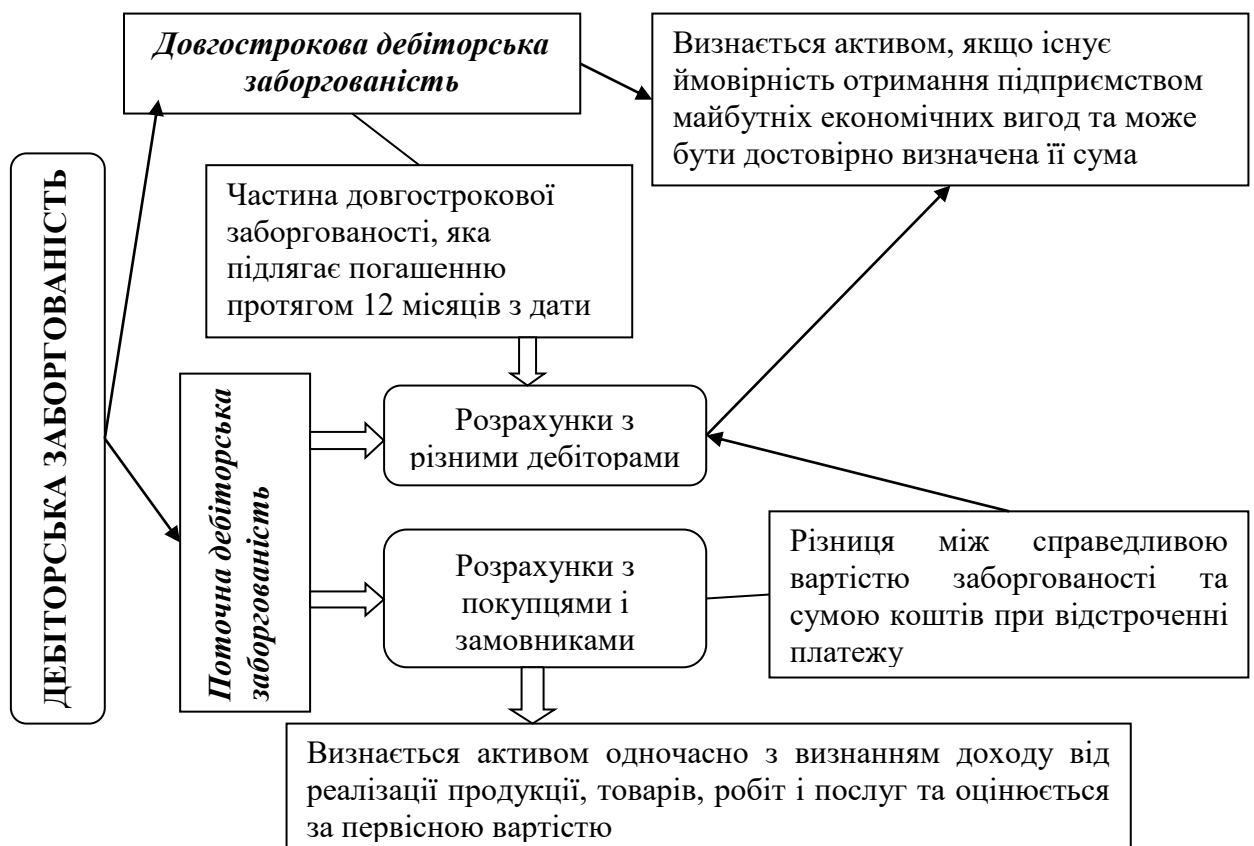 Довгострокова дебіторська
заборгованість
Визнається активом, якщо існує
ймовірність отримання підприємством
майбутніх економічних вигод та може
бути достовірно визначена її сума
ДЕБІТОРСЬКА ЗАБОРГОВАНІСТЬ
Частина довгострокової
заборгованості, яка
підлягає погашенню
протягом 12 місяців з дати
Поточна дебіторська
заборгованість
Розрахунки з
різними дебіторами
Розрахунки з
покупцями і
замовниками
Різниця між справедливою
вартістю заборгованості та
сумою коштів при відстроченні
платежу
Визнається активом одночасно з визнанням доходу від
реалізації продукції, товарів, робіт і послуг та оцінюється
за первісною вартістю